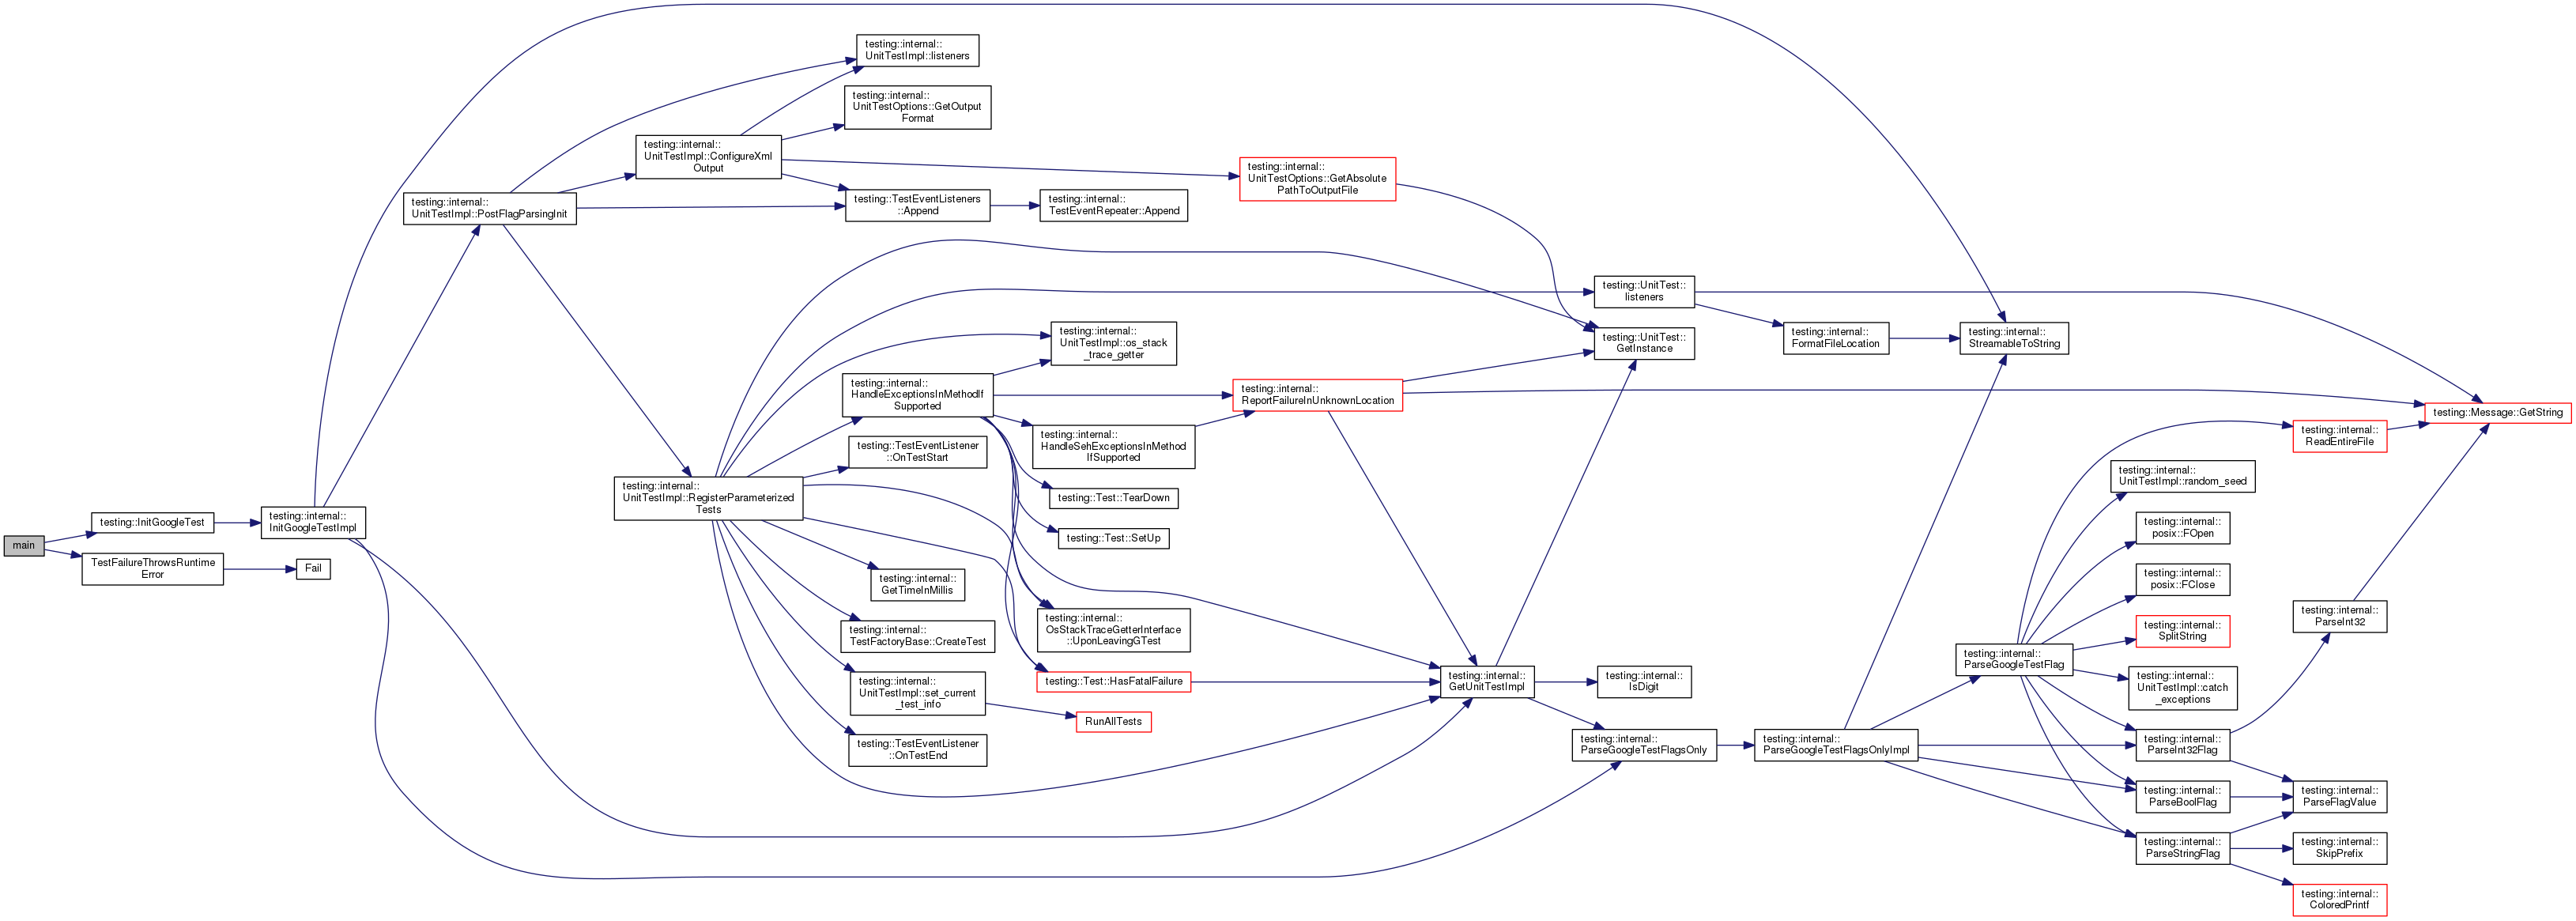 main
testing::InitGoogleTest
TestFailureThrowsRuntime
Error
testing::internal::
InitGoogleTestImpl
Fail
testing::internal::
UnitTestImpl::PostFlagParsingInit
testing::internal::
UnitTestImpl::RegisterParameterized
Tests
testing::internal::
UnitTestImpl::ConfigureXml
Output
testing::internal::
UnitTestImpl::listeners
testing::internal::
UnitTestOptions::GetOutput
Format
testing::TestEventListeners
::Append
testing::internal::
TestEventRepeater::Append
testing::internal::
UnitTestOptions::GetAbsolute
PathToOutputFile
testing::internal::
UnitTestImpl::os_stack
_trace_getter
testing::internal::
HandleExceptionsInMethodIf
Supported
testing::TestEventListener
::OnTestStart
testing::internal::
HandleSehExceptionsInMethod
IfSupported
testing::Test::TearDown
testing::Test::SetUp
testing::internal::
GetTimeInMillis
testing::internal::
TestFactoryBase::CreateTest
testing::internal::
OsStackTraceGetterInterface
::UponLeavingGTest
testing::Test::HasFatalFailure
testing::internal::
UnitTestImpl::set_current
_test_info
RunAllTests
testing::TestEventListener
::OnTestEnd
testing::internal::
ReportFailureInUnknownLocation
testing::UnitTest::
listeners
testing::UnitTest::
GetInstance
testing::internal::
GetUnitTestImpl
testing::internal::
IsDigit
testing::internal::
ParseGoogleTestFlagsOnly
testing::internal::
FormatFileLocation
testing::internal::
StreamableToString
testing::internal::
ParseGoogleTestFlagsOnlyImpl
testing::internal::
ParseGoogleTestFlag
testing::Message::GetString
testing::internal::
ReadEntireFile
testing::internal::
UnitTestImpl::random_seed
testing::internal::
posix::FOpen
testing::internal::
posix::FClose
testing::internal::
SplitString
testing::internal::
UnitTestImpl::catch
_exceptions
testing::internal::
ParseInt32
testing::internal::
ParseInt32Flag
testing::internal::
ParseBoolFlag
testing::internal::
ParseFlagValue
testing::internal::
ParseStringFlag
testing::internal::
SkipPrefix
testing::internal::
ColoredPrintf